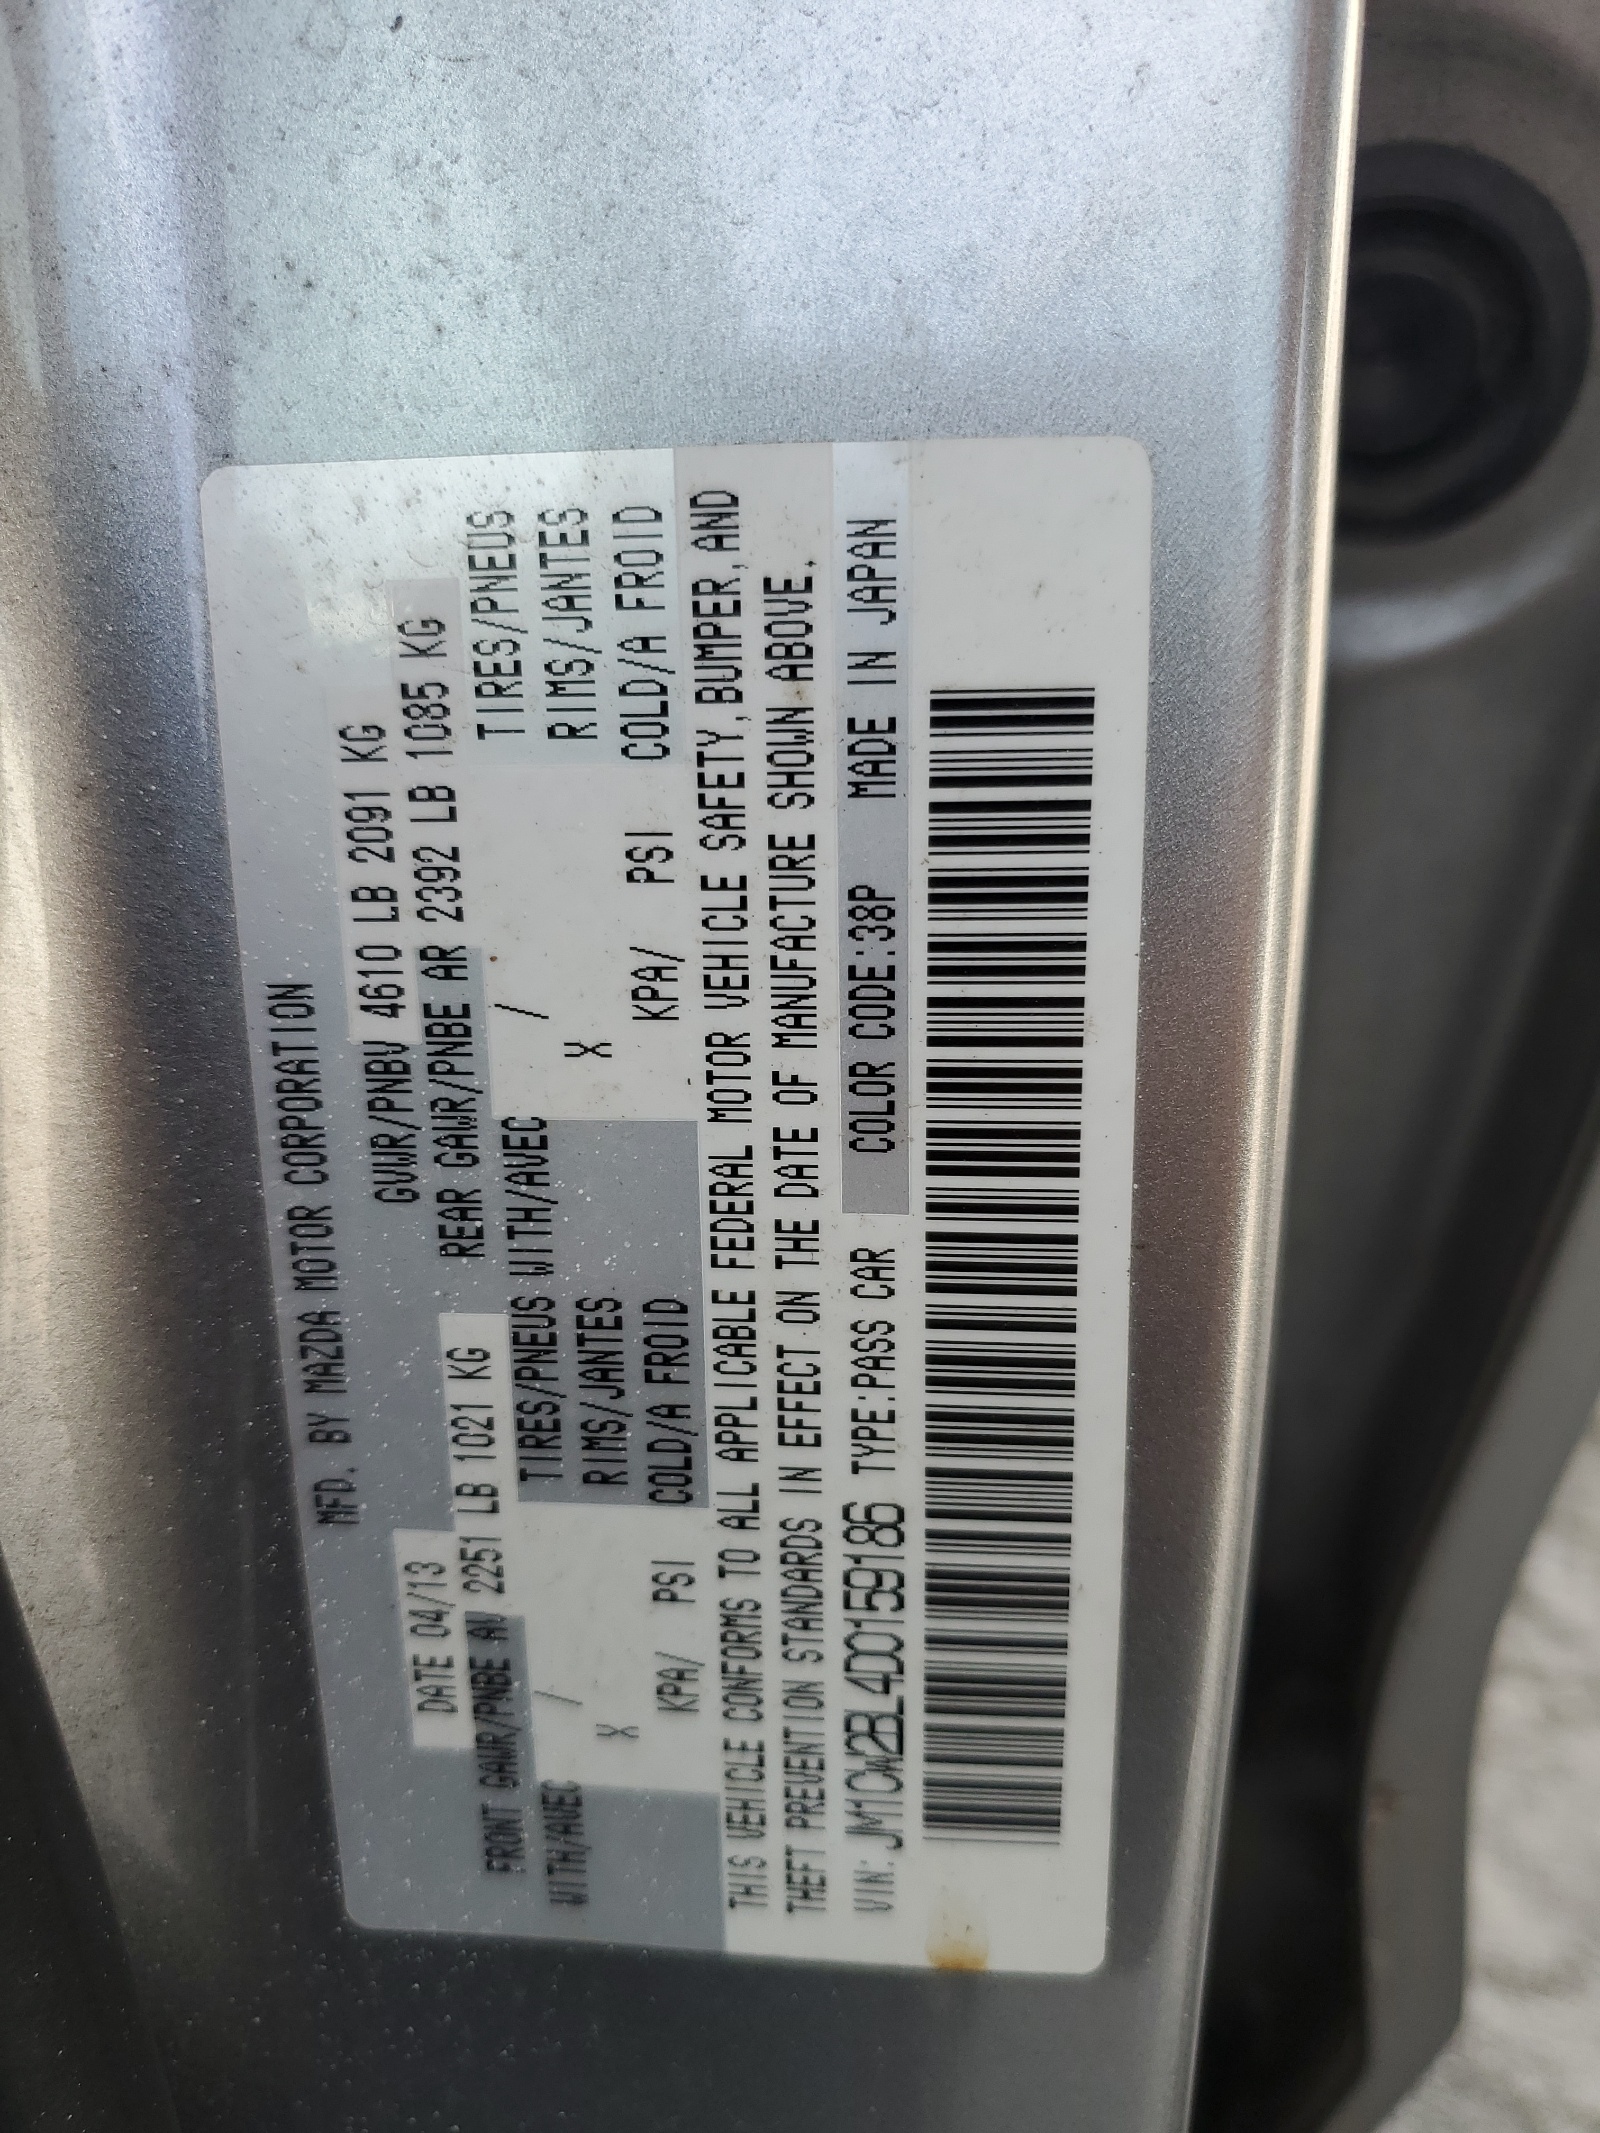 MFD. BY MAZDA MOTOR CORPORATION
DATE 04/13 GVWR/PNBV 4610 LB 2091 KG
FRONT GAWR/PNBE AV 2251 LB 1021 KG REAR GAWR/PNBE AR 2392 LB 1085 KG
WITH/AVEC / TIRES/PNEUS WITH/AVEC / TIRES/PNEUS
X RIMS/JANTES X RIMS/JANTES
KPA/ PSI COLD/A FROID KPA/ PSI COLD/A FROID
THIS VEHICLE CONFORMS TO ALL APPLICABLE FEDERAL MOTOR VEHICLE SAFETY,BUMPER,AND
THEFT PREVENTION STANDARDS IN EFFECT ON THE DATE OF MANUFACTURE SHOWN ABOVE.
VIN: JM1CW2BL4D0159186 TYPE:PASS CAR COLOR CODE:38P MADE IN JAPAN